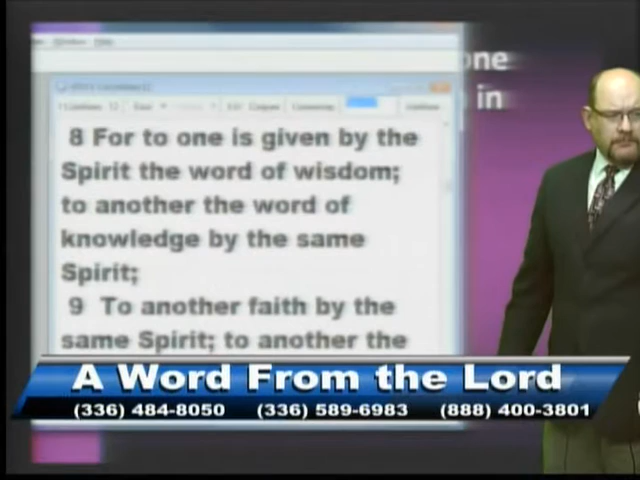 one
in
8 For to one is given by the
Spirit the word of wisdom;
to another the word of
knowledge by the same
Spirit;
9 To another faith by the
same Spirit; to another the
A Word From the Lord
(336) 484-8050 (336) 589-6983 (888) 400-3801